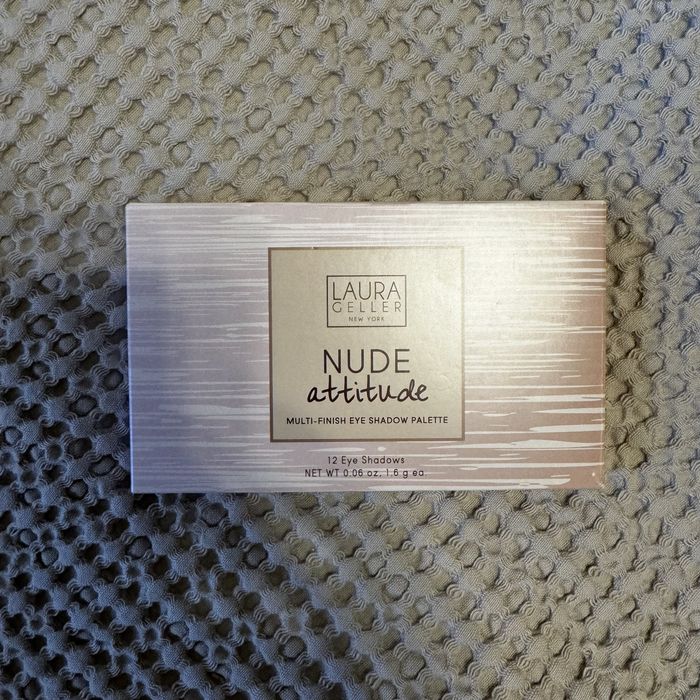 LAURA
GELLER
NEW YORK
NUDE
attitude
MULTI-FINISH EYE SHADOW PALETTE
12 Eye Shadows
NET WT 0.06 oz, 1.6 g ea.